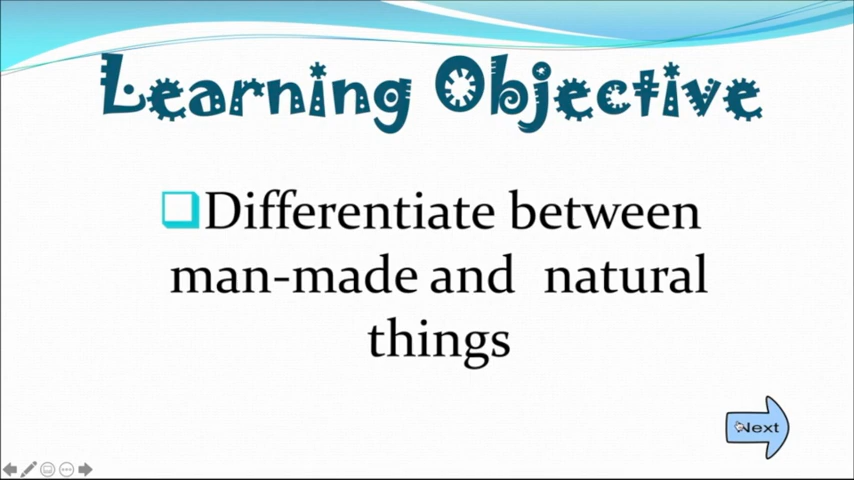 Learning Objective
Differentiate between
man-made and natural
things
Next